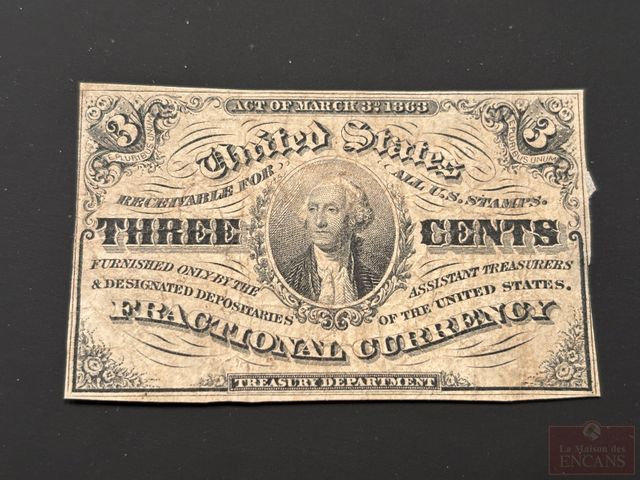 ACT OF MARCH 3D. 1863
3
3
E PLURIBUS UNUM
E PLURIBUS UNUM
United States
RECEIVABLE FOR ALL U.S. STAMPS.
THREE CENTS
FURNISHED ONLY BY THE ASSISTANT TREASURERS
& DESIGNATED DEPOSITARIES OF THE UNITED STATES.
FRACTIONAL CURRENCY
TREASURY DEPARTMENT
La Maison des
ENCANS